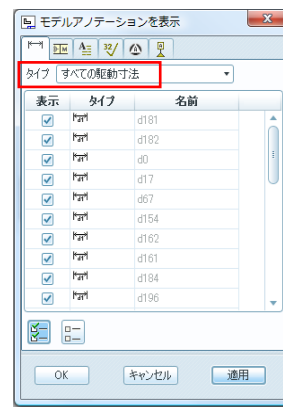 モデルアノテーションを表示
タイプ すべての駆動寸法
表示 タイプ 名前
d181
d182
d0
d17
d67
d154
d162
d161
d184
d196
OK キャンセル 適用